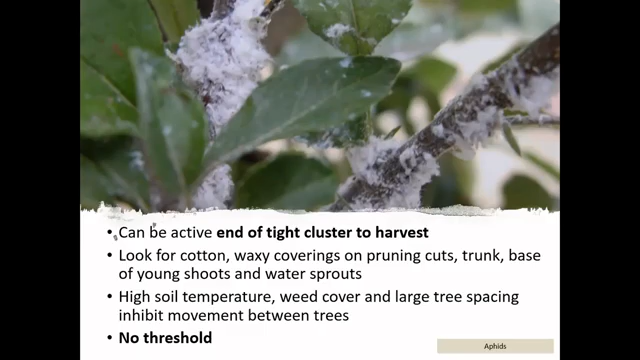 • Can be active end of tight cluster to harvest
• Look for cotton, waxy coverings on pruning cuts, trunk, base
of young shoots and water sprouts
• High soil temperature, weed cover and large tree spacing
inhibit movement between trees
• No threshold
Aphids